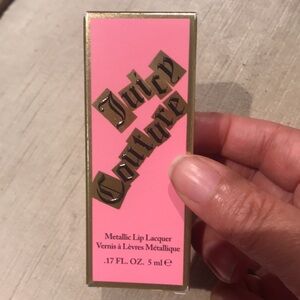 Juicy
Couture
Metallic Lip Lacquer
Vernis à Lèvres Métallique
.17 FL. OZ. 5 ml ℮